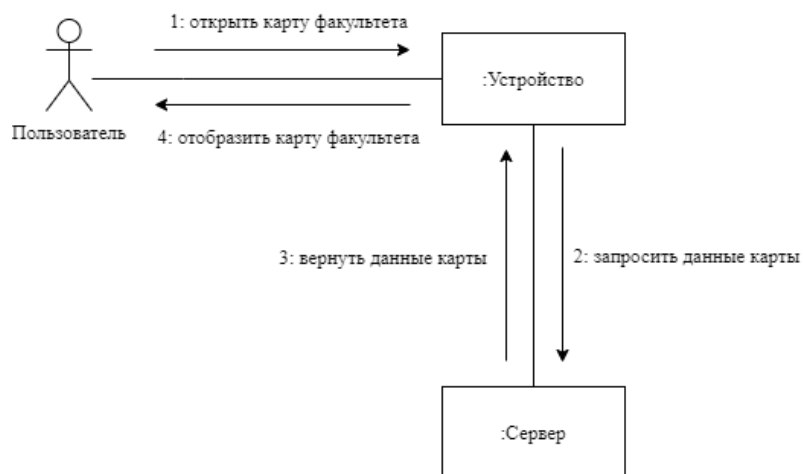 1: открыть карту факультета
:Устройство
Пользователь
4: отобразить карту факультета
3: вернуть данные карты
2: запросить данные карты
:Сервер